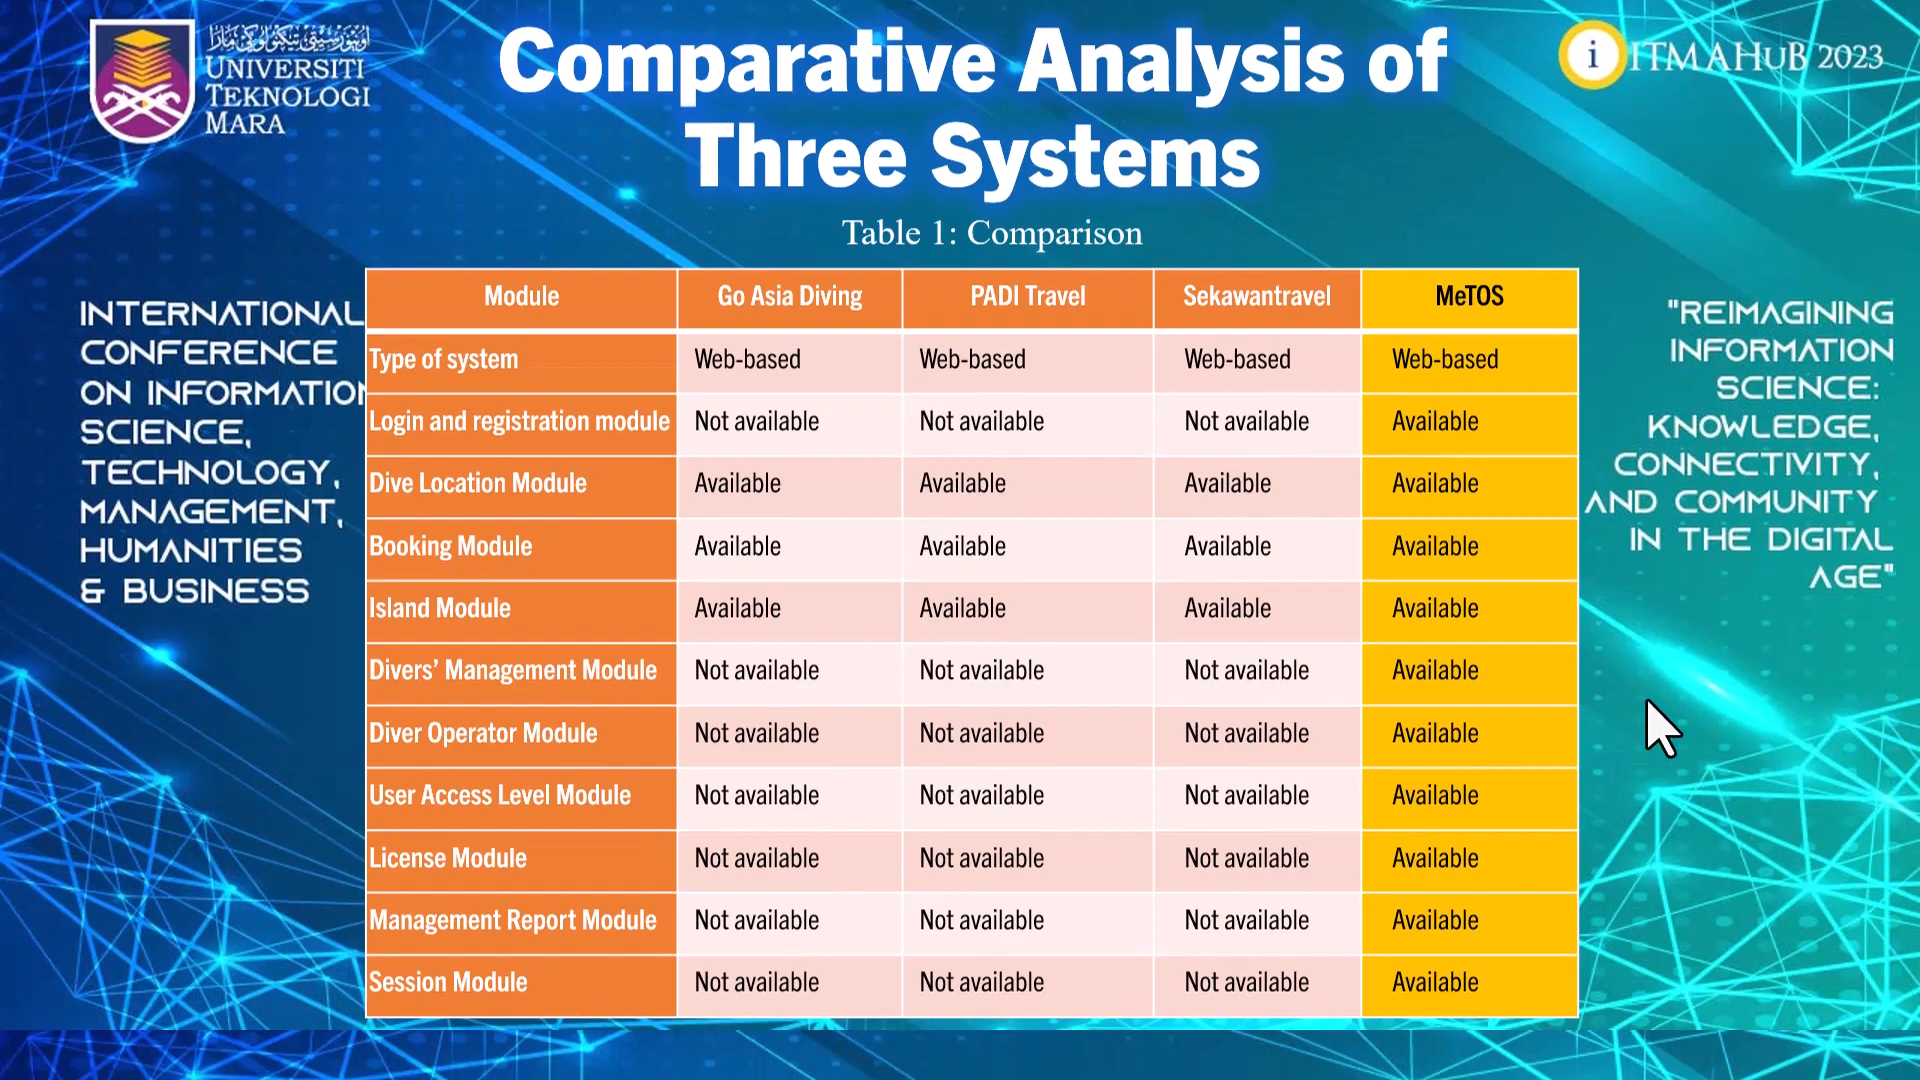 اونيۏرسيتي تيكنولوڬي مارا
UNIVERSITI
TEKNOLOGI
MARA
Comparative Analysis of
Three Systems
i ITMAHUB 2023
Table 1: Comparison
INTERNATIONAL
CONFERENCE
ON INFORMATION
SCIENCE,
TECHNOLOGY,
MANAGEMENT,
HUMANITIES
& BUSINESS
Module Go Asia Diving PADI Travel Sekawantravel MeTOS
Type of system Web-based Web-based Web-based Web-based
Login and registration module Not available Not available Not available Available
Dive Location Module Available Available Available Available
Booking Module Available Available Available Available
Island Module Available Available Available Available
Divers’ Management Module Not available Not available Not available Available
Diver Operator Module Not available Not available Not available Available
User Access Level Module Not available Not available Not available Available
License Module Not available Not available Not available Available
Management Report Module Not available Not available Not available Available
Session Module Not available Not available Not available Available
"REIMAGINING
INFORMATION
SCIENCE:
KNOWLEDGE,
CONNECTIVITY,
AND COMMUNITY
IN THE DIGITAL
AGE"